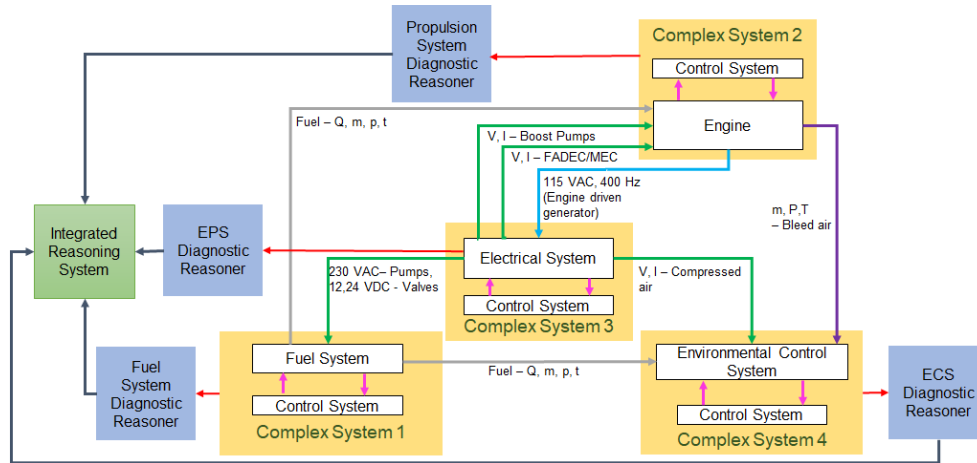 Propulsion
System
Diagnostic
Reasoner
Complex System 2
Control System
Engine
Fuel – Q, m, p, t
V, I – Boost Pumps
V, I – FADEC/MEC
115 VAC, 400 Hz
(Engine driven
generator)
m, P,T
– Bleed air
Integrated
Reasoning
System
EPS
Diagnostic
Reasoner
Electrical System
Control System
Complex System 3
230 VAC– Pumps,
12,24 VDC - Valves
V, I – Compressed
air
Fuel
System
Diagnostic
Reasoner
Fuel System
Control System
Complex System 1
Fuel – Q, m, p, t
Environmental Control
System
Control System
Complex System 4
ECS
Diagnostic
Reasoner